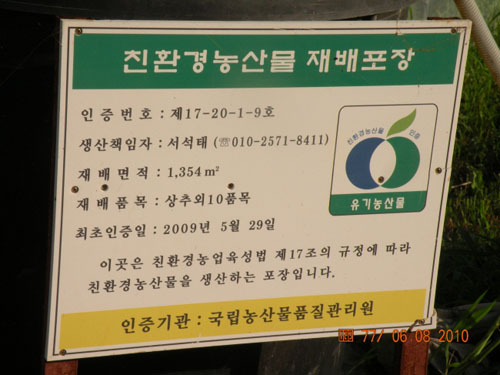 친환경농산물 재배포장
인증번호 : 제17-20-1-9호
생산책임자 : 서석태 (☏010-2571-8411)
재배면적 : 1,354㎡
재배품목 : 상추외10품목
최초인증일 : 2009년 5월 29일
친환경농산물 인증
유기농산물
이곳은 친환경농업육성법 제17조의 규정에 따라
친환경농산물을 생산하는 포장입니다.
인증기관 : 국립농산물품질관리원
06 08 2010